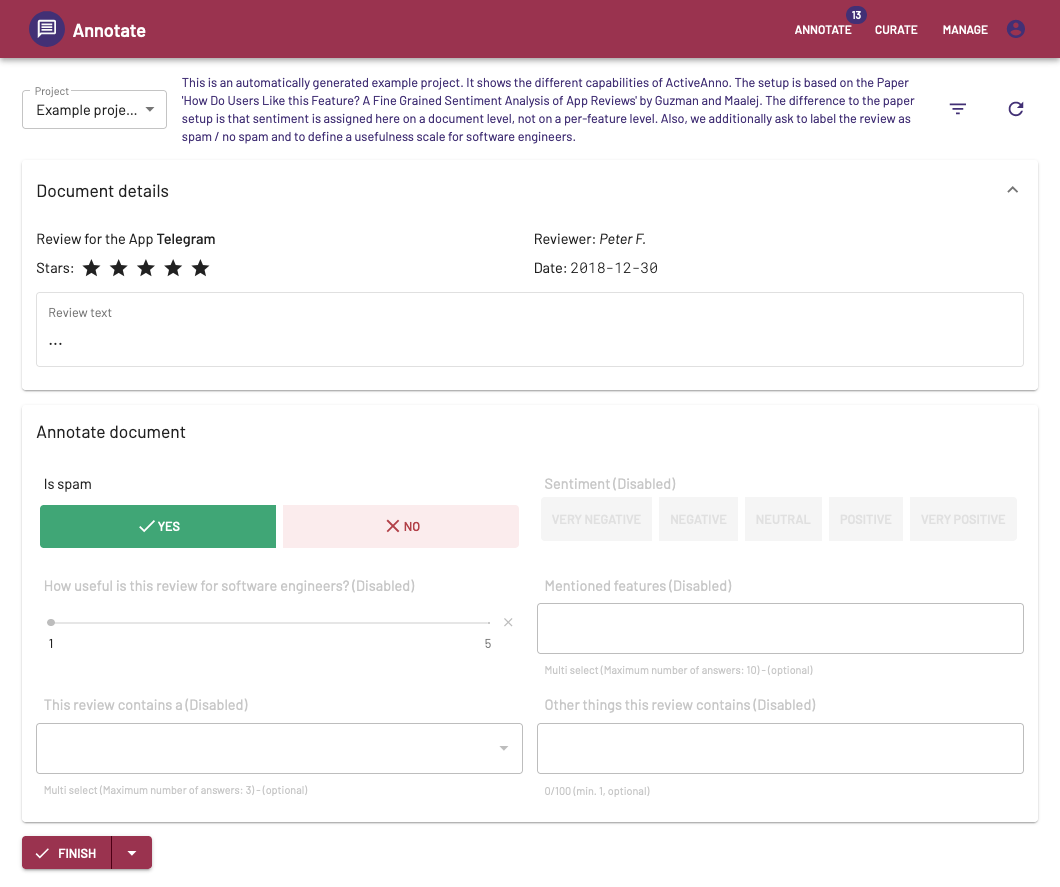 Annotate
ANNOTATE
13
CURATE
MANAGE
Project
Example proje...
This is an automatically generated example project. It shows the different capabilities of ActiveAnno. The setup is based on the Paper
'How Do Users Like this Feature? A Fine Grained Sentiment Analysis of App Reviews' by Guzman and Maalej. The difference to the paper
setup is that sentiment is assigned here on a document level, not on a per-feature level. Also, we additionally ask to label the review as
spam / no spam and to define a usefulness scale for software engineers.
Document details
Review for the App Telegram
Reviewer: Peter F.
Stars:
Date: 2018-12-30
Review text
...
Annotate document
Is spam
YES
NO
Sentiment (Disabled)
VERY NEGATIVE
NEGATIVE
NEUTRAL
POSITIVE
VERY POSITIVE
How useful is this review for software engineers? (Disabled)
1
5
Mentioned features (Disabled)
Multi select (Maximum number of answers: 10) - (optional)
This review contains a (Disabled)
Multi select (Maximum number of answers: 3) - (optional)
Other things this review contains (Disabled)
0/100 (min. 1, optional)
FINISH